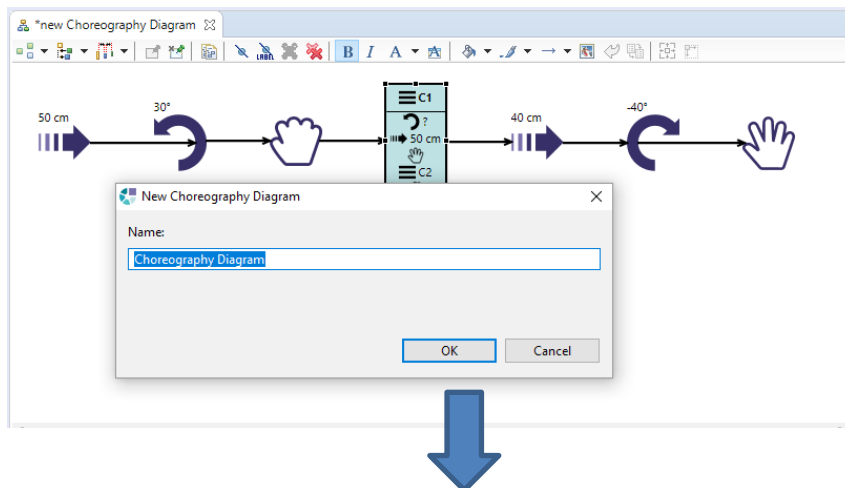 *new Choreography Diagram
B I A
C1
50 cm
30°
?
50 cm
C2
40 cm
-40°
New Choreography Diagram
Name:
Choreography Diagram
OK Cancel